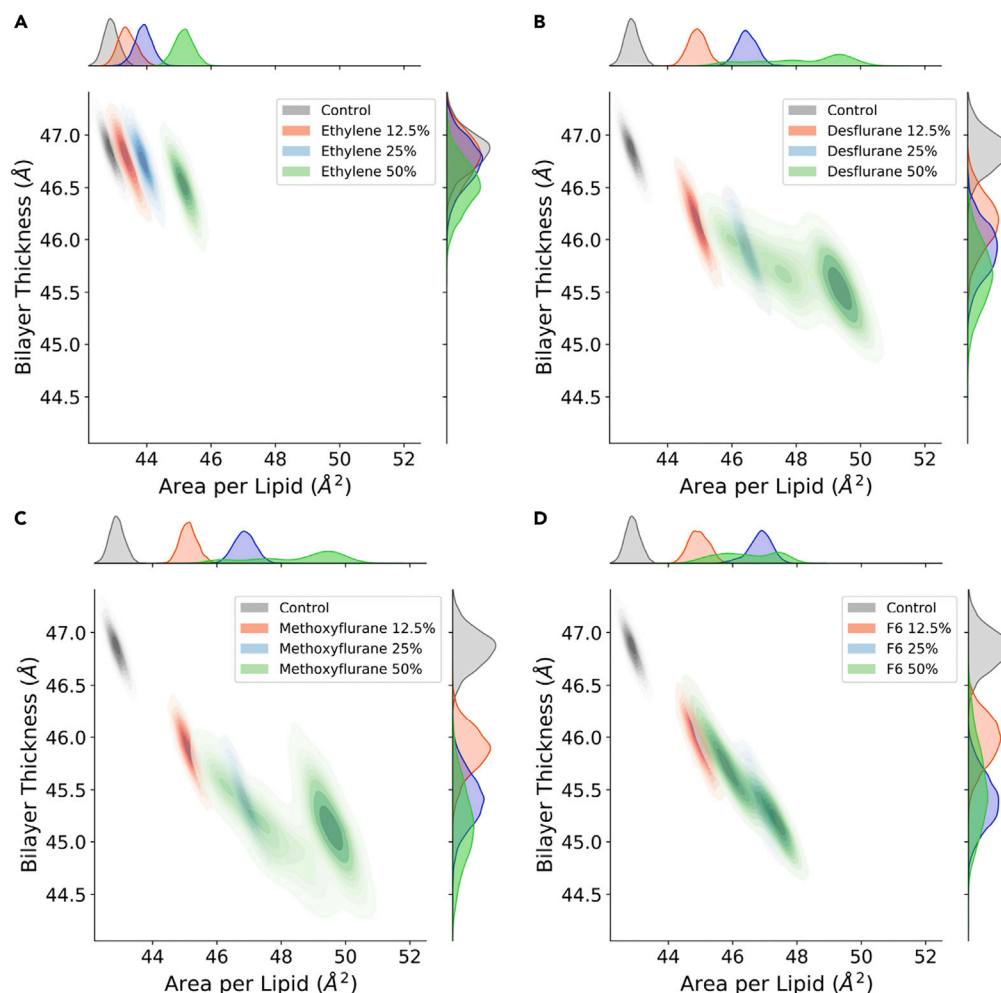 A
Control
Ethylene 12.5%
Ethylene 25%
Ethylene 50%
47.0
46.5
46.0
45.5
45.0
44.5
Bilayer Thickness (Å)
44 46 48 50 52
Area per Lipid (Å²)
B
Control
Desflurane 12.5%
Desflurane 25%
Desflurane 50%
47.0
46.5
46.0
45.5
45.0
44.5
Bilayer Thickness (Å)
44 46 48 50 52
Area per Lipid (Å²)
C
Control
Methoxyflurane 12.5%
Methoxyflurane 25%
Methoxyflurane 50%
47.0
46.5
46.0
45.5
45.0
44.5
Bilayer Thickness (Å)
44 46 48 50 52
Area per Lipid (Å²)
D
Control
F6 12.5%
F6 25%
F6 50%
47.0
46.5
46.0
45.5
45.0
44.5
Bilayer Thickness (Å)
44 46 48 50 52
Area per Lipid (Å²)